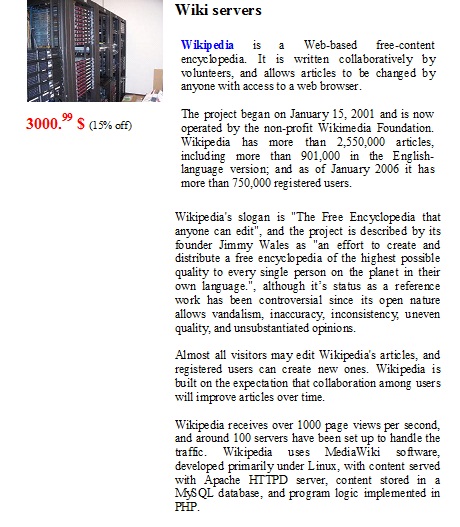 Wiki servers
Wikipedia is a Web-based free-content
encyclopedia. It is written collaboratively by
volunteers, and allows articles to be changed by
anyone with access to a web browser.
3000.99 $ (15% off)
The project began on January 15, 2001 and is now
operated by the non-profit Wikimedia Foundation.
Wikipedia has more than 2,550,000 articles,
including more than 901,000 in the English-
language version; and as of January 2006 it has
more than 750,000 registered users.
Wikipedia's slogan is "The Free Encyclopedia that
anyone can edit", and the project is described by its
founder Jimmy Wales as "an effort to create and
distribute a free encyclopedia of the highest possible
quality to every single person on the planet in their
own language.", although it's status as a reference
work has been controversial since its open nature
allows vandalism, inaccuracy, inconsistency, uneven
quality, and unsubstantiated opinions.
Almost all visitors may edit Wikipedia's articles, and
registered users can create new ones. Wikipedia is
built on the expectation that collaboration among users
will improve articles over time.
Wikipedia receives over 1000 page views per second,
and around 100 servers have been set up to handle the
traffic. Wikipedia uses MediaWiki software,
developed primarily under Linux, with content served
with Apache HTTPD server, content stored in a
MySQL database, and program logic implemented in
PHP.